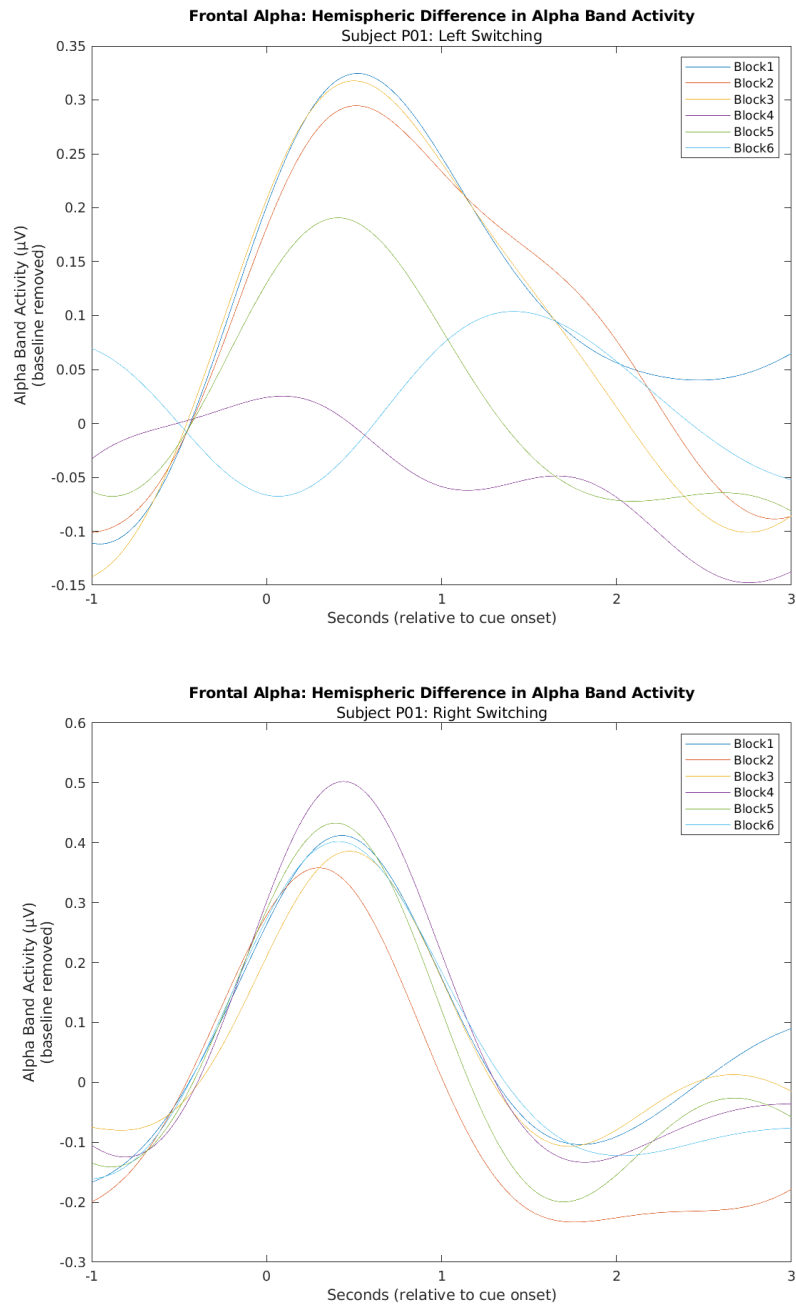 Frontal Alpha: Hemispheric Difference in Alpha Band Activity
Subject P01: Left Switching
0.35
0.3
0.25
0.2
0.15
0.1
0.05
0
-0.05
-0.1
-0.15
Alpha Band Activity (µV)
(baseline removed)
Block1
Block2
Block3
Block4
Block5
Block6
-1
0
1
2
3
Seconds (relative to cue onset)
Frontal Alpha: Hemispheric Difference in Alpha Band Activity
Subject P01: Right Switching
0.6
0.5
0.4
0.3
0.2
0.1
0
-0.1
-0.2
-0.3
Alpha Band Activity (µV)
(baseline removed)
Block1
Block2
Block3
Block4
Block5
Block6
-1
0
1
2
3
Seconds (relative to cue onset)